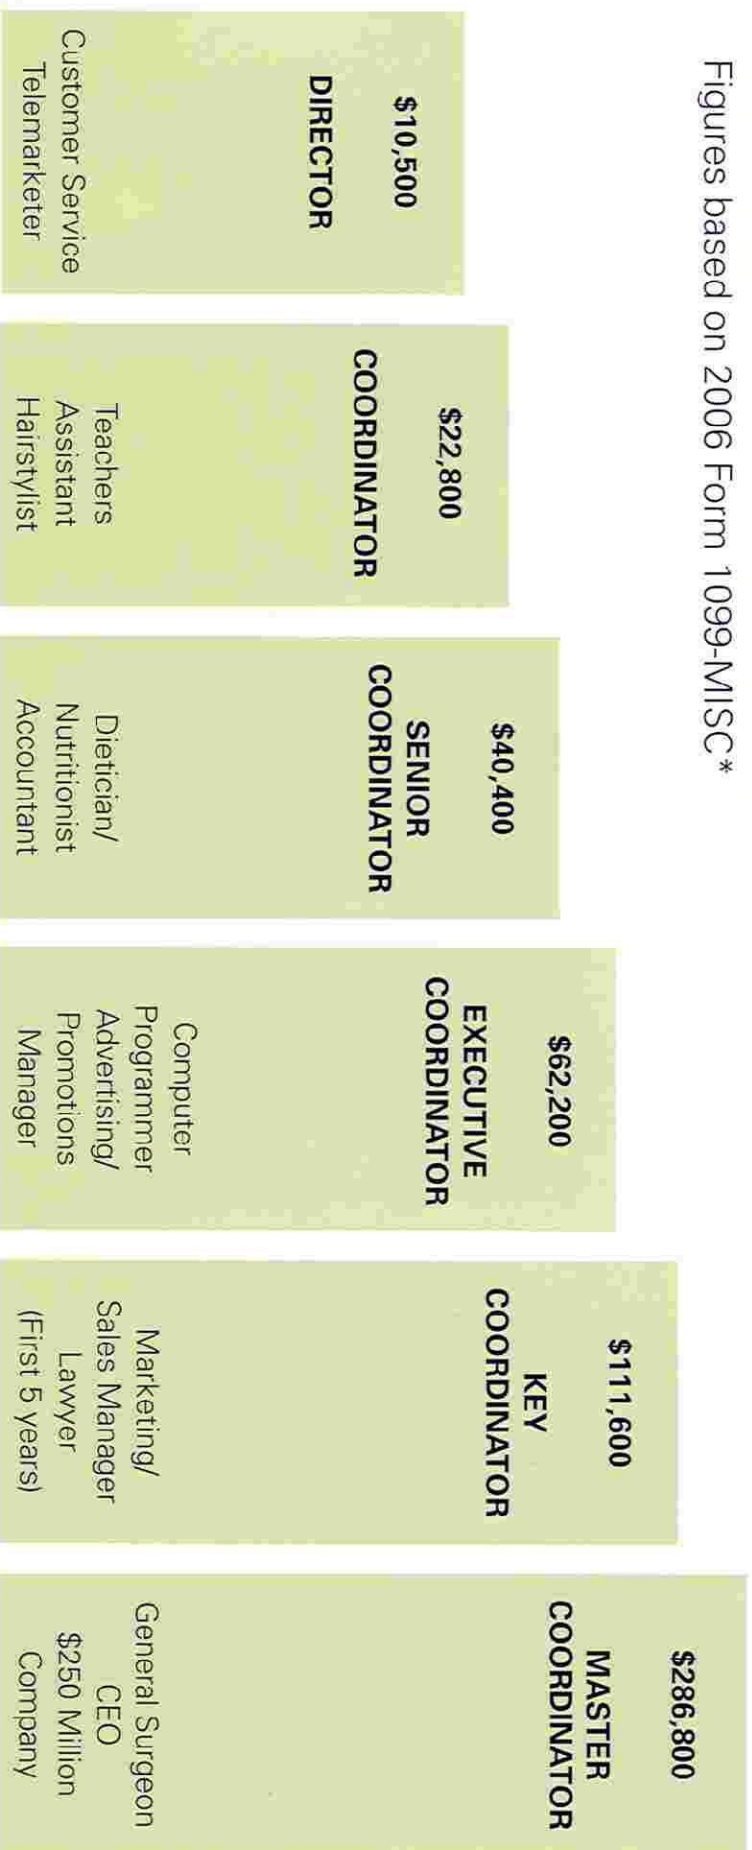 Figures based on 2006 Form 1099-MISC*
$10,500
DIRECTOR
Customer Service
Telemarketer
$22,800
COORDINATOR
Teachers
Assistant
Hairstylist
$40,400
SENIOR
COORDINATOR
Dietician/
Nutritionist
Accountant
$62,200
EXECUTIVE
COORDINATOR
Computer
Programmer
Advertising/
Promotions
Manager
$111,600
KEY
COORDINATOR
Marketing/
Sales Manager
Lawyer
(First 5 years)
$286,800
MASTER
COORDINATOR
General Surgeon
CEO
$250 Million
Company